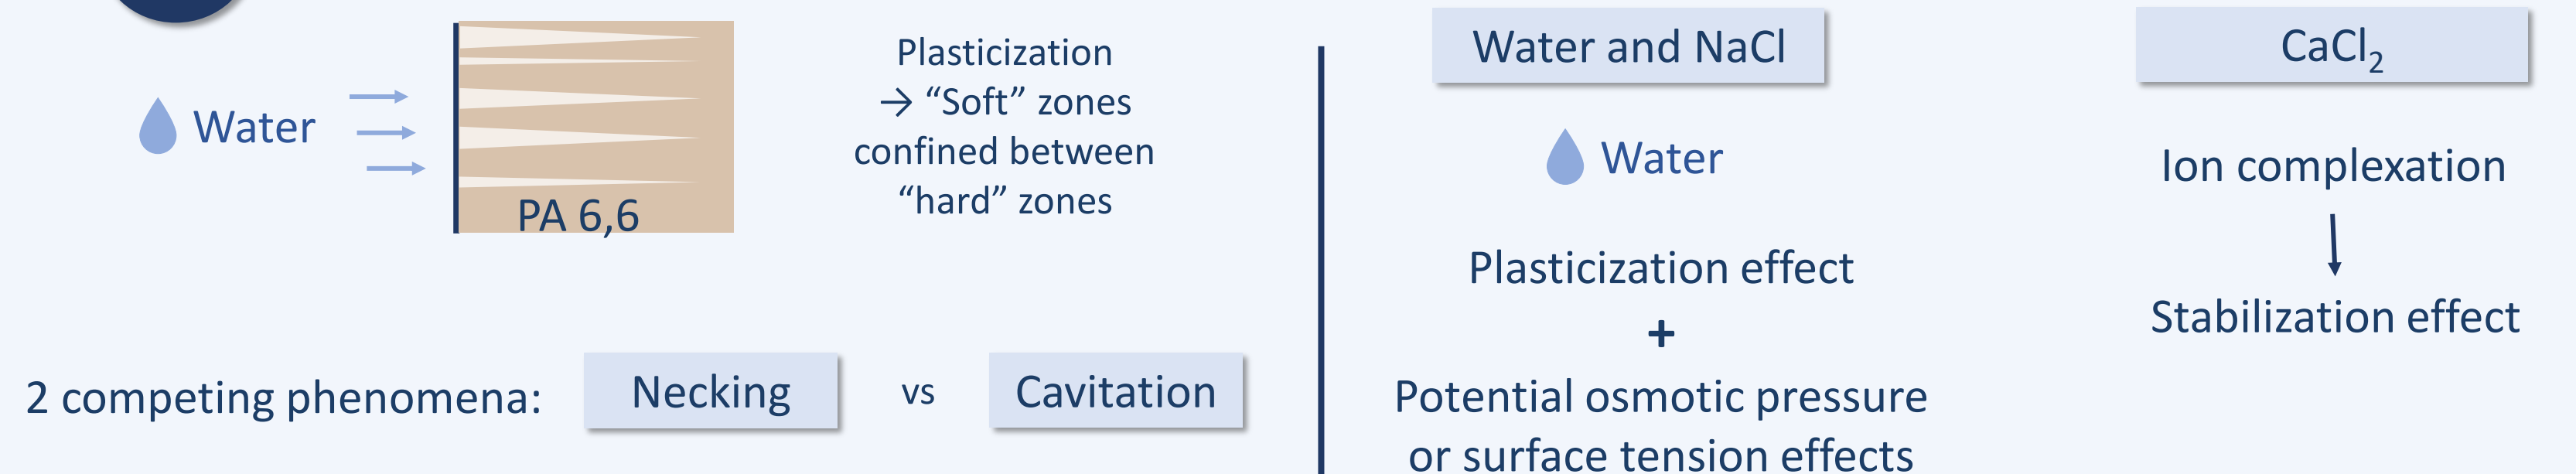 Water
PA 6,6
Plasticization
→ “Soft” zones
confined between
“hard” zones
2 competing phenomena:
Necking
vs
Cavitation
Water and NaCl
Water
Plasticization effect
+
Potential osmotic pressure
or surface tension effects
CaCl₂
Ion complexation
Stabilization effect